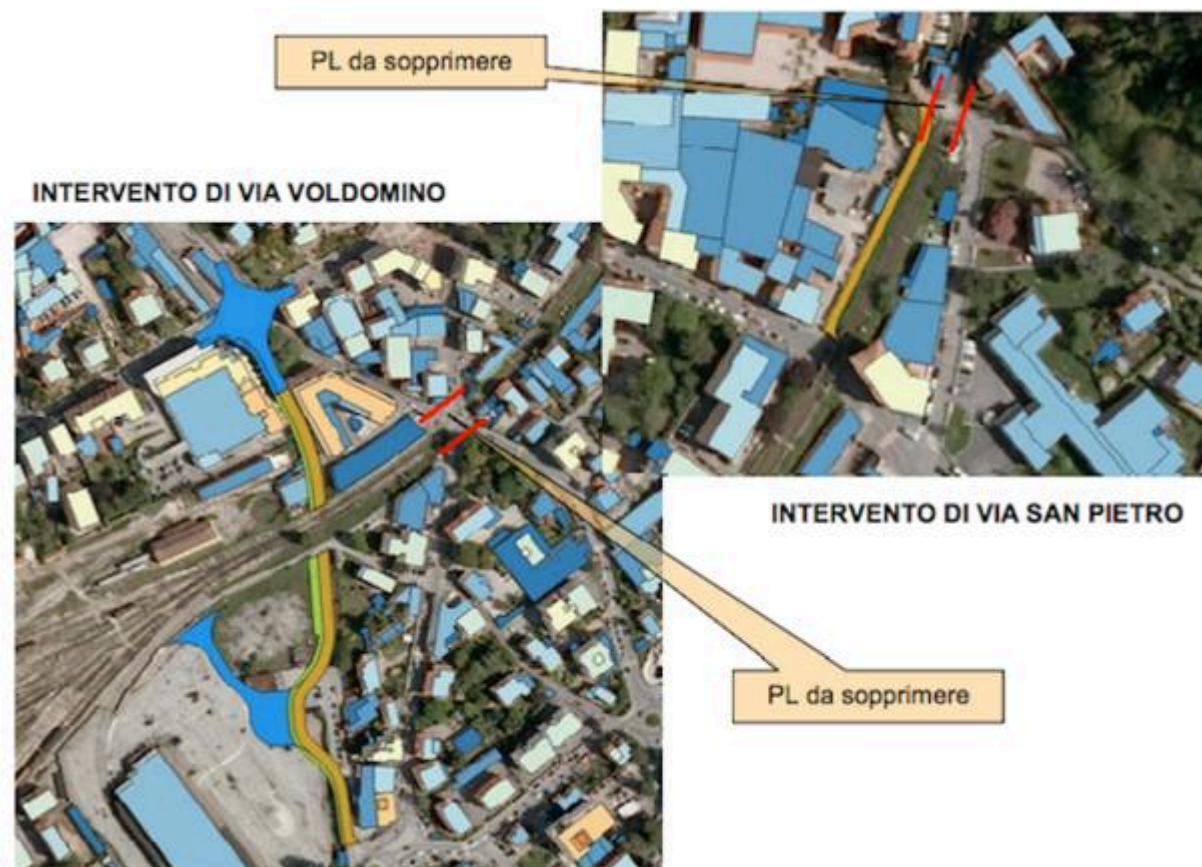 PL da sopprimere
INTERVENTO DI VIA VOLDOMINO
INTERVENTO DI VIA SAN PIETRO
PL da sopprimere